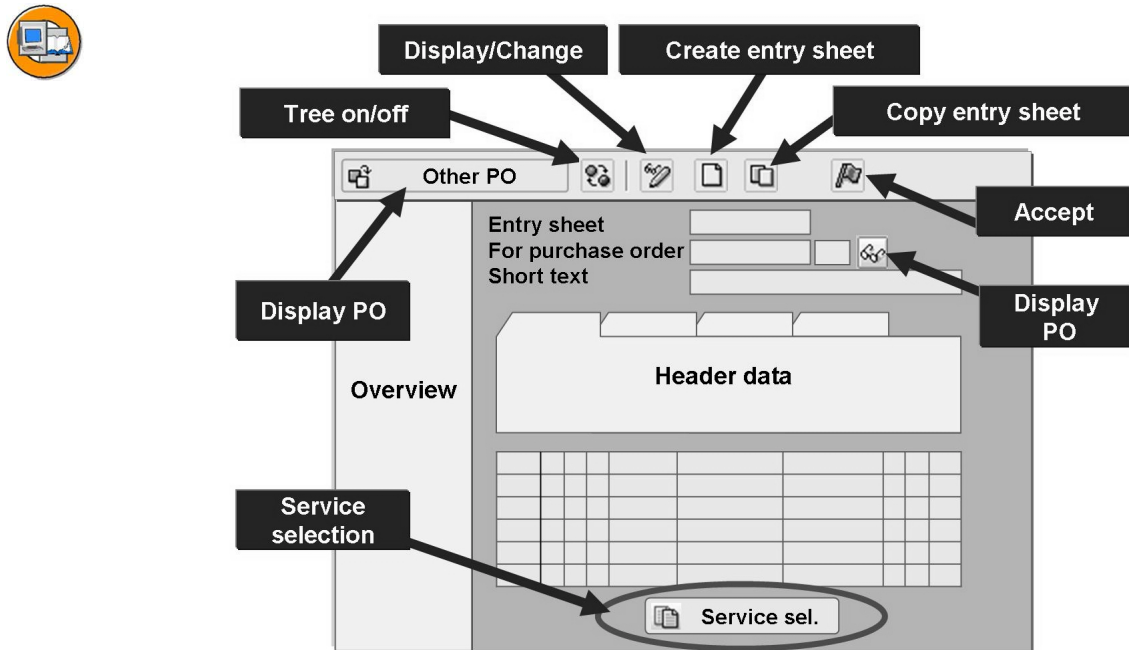 Display/Change
Create entry sheet
Tree on/off
Copy entry sheet
Other PO
Accept
Entry sheet
For purchase order
Short text
Display PO
Display
PO
Header data
Overview
Service
selection
Service sel.